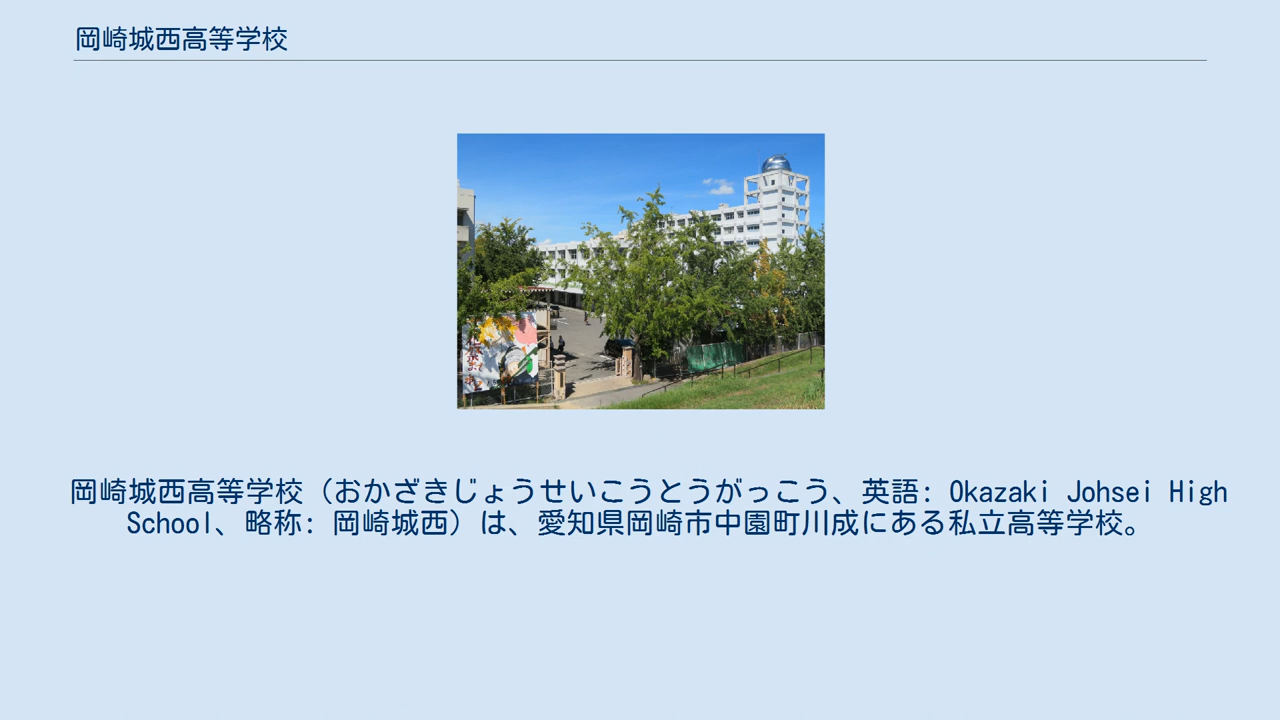 岡崎城西高等学校
岡崎城西高等学校（おかざきじょうせいこうとうがっこう、英語: Okazaki Johsei High
School、略称: 岡崎城西）は、愛知県岡崎市中園町川成にある私立高等学校。